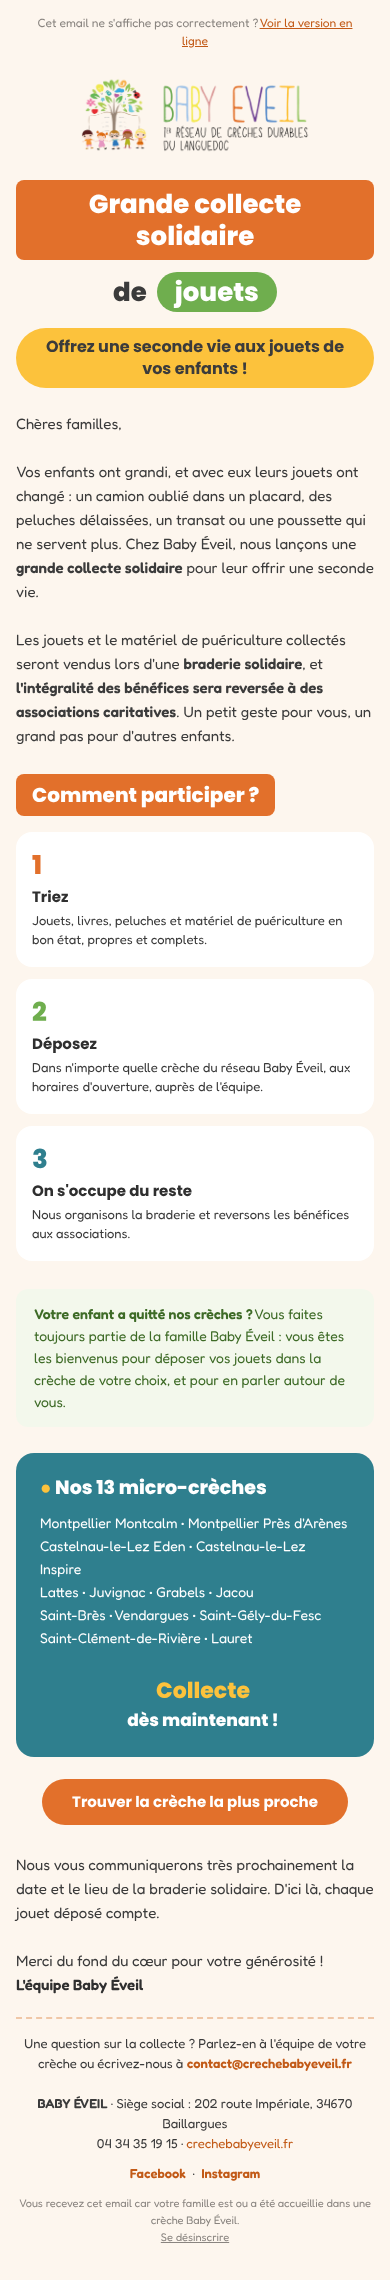 Cet email ne s'affiche pas correctement ? Voir la version en
ligne
BABY EVEIL
1ER RÉSEAU DE CRÈCHES DURABLES
DU LANGUEDOC
Grande collecte
solidaire
de jouets
Offrez une seconde vie aux jouets de
vos enfants !
Chères familles,
Vos enfants ont grandi, et avec eux leurs jouets ont
changé : un camion oublié dans un placard, des
peluches délaissées, un transat ou une poussette qui
ne servent plus. Chez Baby Éveil, nous lançons une
grande collecte solidaire pour leur offrir une seconde
vie.
Les jouets et le matériel de puériculture collectés
seront vendus lors d'une braderie solidaire, et
l'intégralité des bénéfices sera reversée à des
associations caritatives. Un petit geste pour vous, un
grand pas pour d'autres enfants.
Comment participer ?
1
Triez
Jouets, livres, peluches et matériel de puériculture en
bon état, propres et complets.
2
Déposez
Dans n'importe quelle crèche du réseau Baby Éveil, aux
horaires d'ouverture, auprès de l'équipe.
3
On s'occupe du reste
Nous organisons la braderie et reversons les bénéfices
aux associations.
Votre enfant a quitté nos crèches ? Vous faites
toujours partie de la famille Baby Éveil : vous êtes
les bienvenus pour déposer vos jouets dans la
crèche de votre choix, et pour en parler autour de
vous.
● Nos 13 micro-crèches
Montpellier Montcalm · Montpellier Près d'Arènes
Castelnau-le-Lez Eden · Castelnau-le-Lez
Inspire
Lattes · Juvignac · Grabels · Jacou
Saint-Brès · Vendargues · Saint-Gély-du-Fesc
Saint-Clément-de-Rivière · Lauret
Collecte
dès maintenant !
Trouver la crèche la plus proche
Nous vous communiquerons très prochainement la
date et le lieu de la braderie solidaire. D'ici là, chaque
jouet déposé compte.
Merci du fond du cœur pour votre générosité !
L'équipe Baby Éveil
Une question sur la collecte ? Parlez-en à l'équipe de votre
crèche ou écrivez-nous à contact@crechebabyeveil.fr
BABY ÉVEIL · Siège social : 202 route Impériale, 34670
Baillargues
04 34 35 19 15 · crechebabyeveil.fr
Facebook · Instagram
Vous recevez cet email car votre famille est ou a été accueillie dans une
crèche Baby Éveil.
Se désinscrire